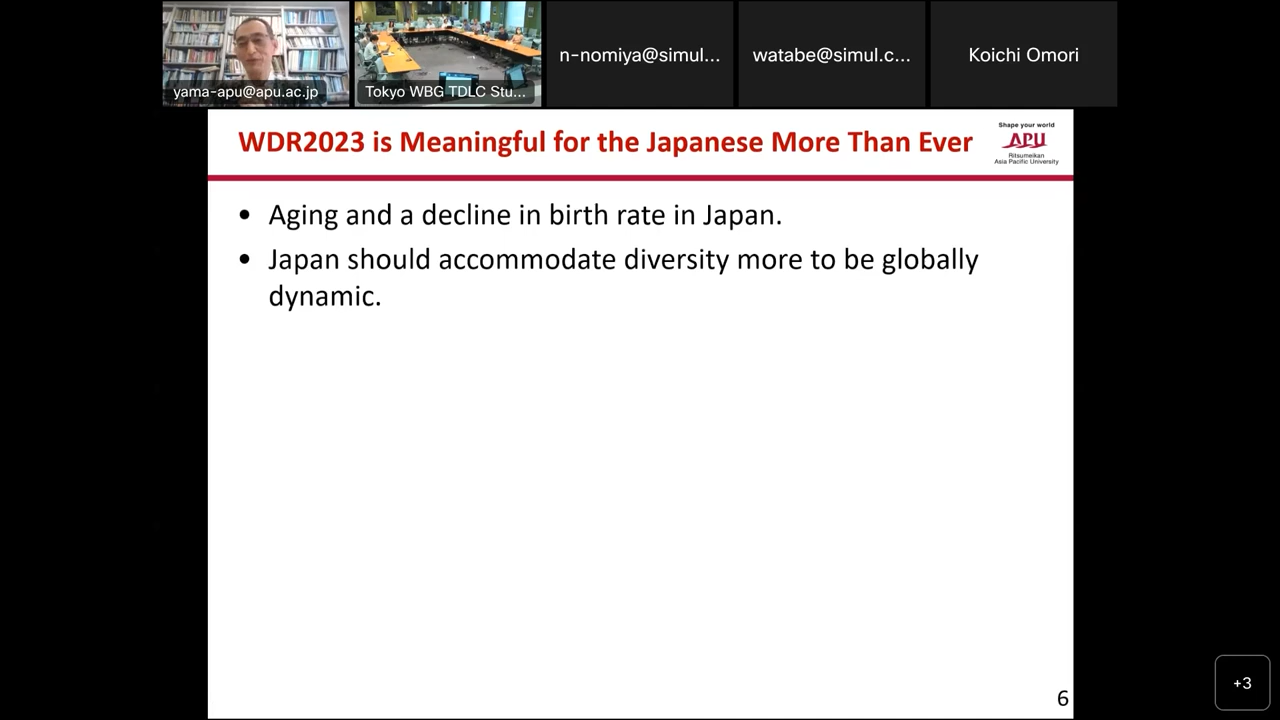 yama-apu@apu.ac.jp
Tokyo WBG TDLC Stu...
n-nomiya@simul...
watabe@simul.c...
Koichi Omori
WDR2023 is Meaningful for the Japanese More Than Ever
Shape your world
APU
Ritsumeikan
Asia Pacific University
• Aging and a decline in birth rate in Japan.
• Japan should accommodate diversity more to be globally
dynamic.
6
+3